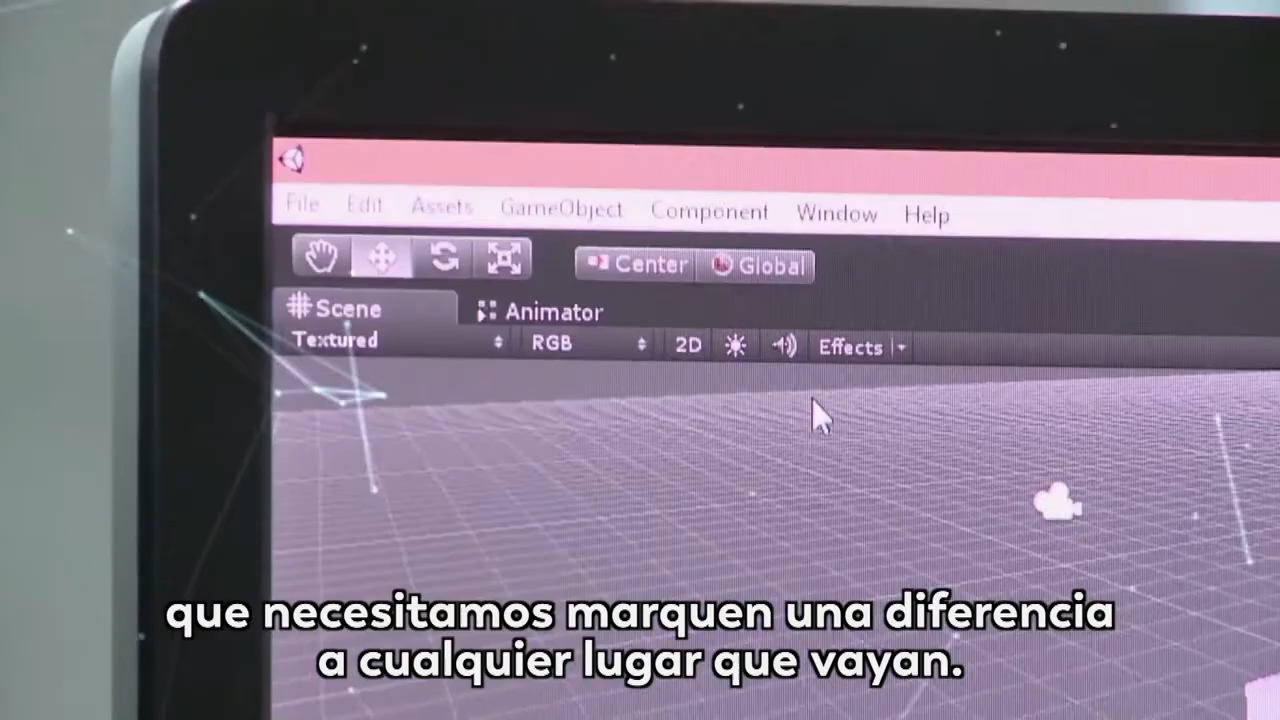 File Edit Assets GameObject Component Window Help
Center Global
Scene Animator
Textured RGB 2D Effects
que necesitamos marquen una diferencia
a cualquier lugar que vayan.